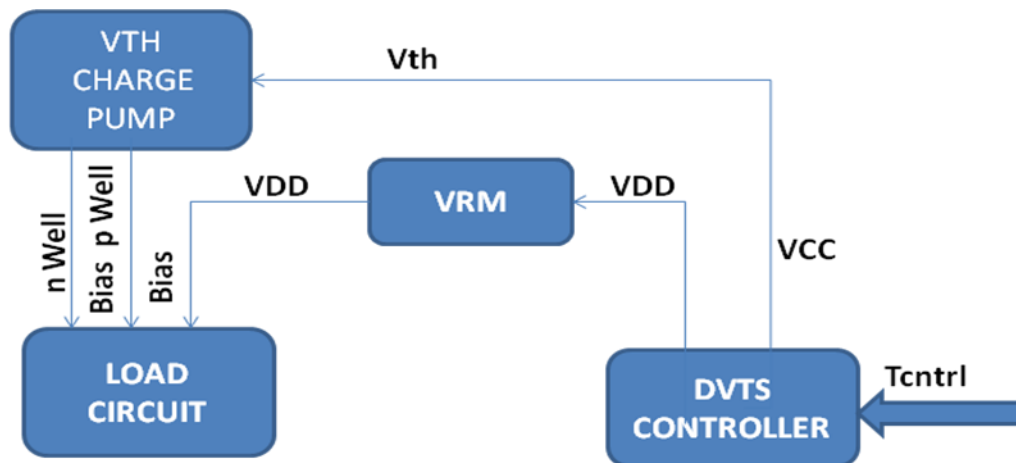 VTH
CHARGE
PUMP
Vth
n Well
Bias p Well
Bias
VDD
VRM
VDD
VCC
LOAD
CIRCUIT
DVTS
CONTROLLER
Tcntrl